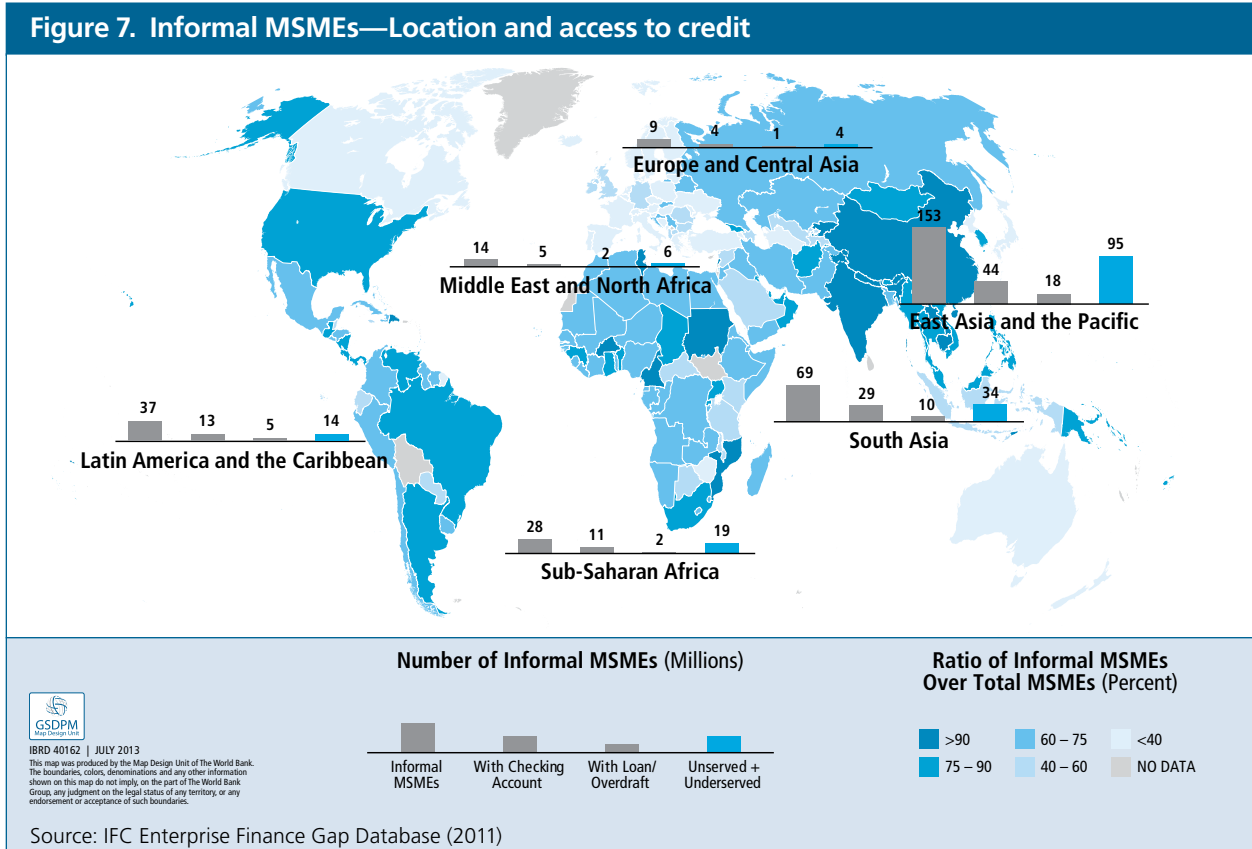 Figure 7. Informal MSMEs—Location and access to credit
9 4 1 4
Europe and Central Asia
14 5 2 6
Middle East and North Africa
153 44 18 95
East Asia and the Pacific
69 29 10 34
South Asia
37 13 5 14
Latin America and the Caribbean
28 11 2 19
Sub-Saharan Africa
Number of Informal MSMEs (Millions)
Informal MSMEs
With Checking Account
With Loan/ Overdraft
Unserved + Underserved
Ratio of Informal MSMEs
Over Total MSMEs (Percent)
>90 60 – 75 <40
75 – 90 40 – 60 NO DATA
GSDPM
Map Design Unit
IBRD 40162 | JULY 2013
This map was produced by the Map Design Unit of The World Bank.
The boundaries, colors, denominations and any other information
shown on this map do not imply, on the part of The World Bank
Group, any judgment on the legal status of any territory, or any
endorsement or acceptance of such boundaries.
Source: IFC Enterprise Finance Gap Database (2011)